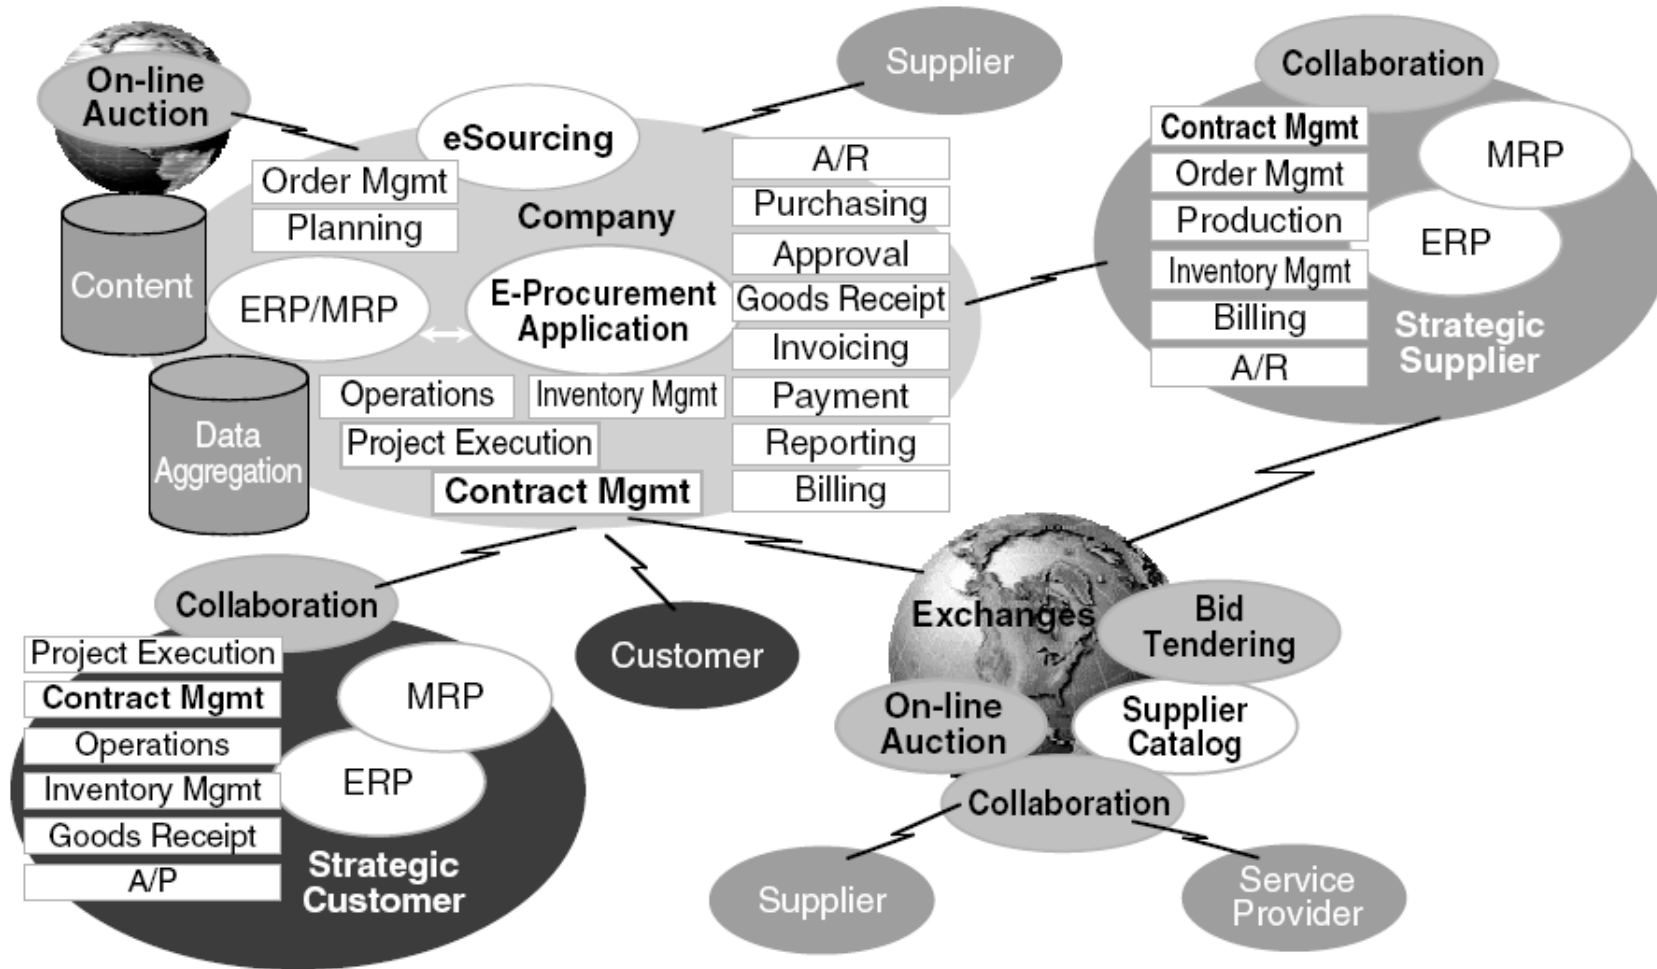 On-line
Auction
Content
Data
Aggregation
eSourcing
Order Mgmt
Planning
Company
ERP/MRP
E-Procurement
Application
Operations
Inventory Mgmt
Project Execution
Contract Mgmt
A/R
Purchasing
Approval
Goods Receipt
Invoicing
Payment
Reporting
Billing
Supplier
Collaboration
Contract Mgmt
Order Mgmt
Production
Inventory Mgmt
Billing
A/R
MRP
ERP
Strategic
Supplier
Collaboration
Project Execution
Contract Mgmt
Operations
Inventory Mgmt
Goods Receipt
A/P
MRP
ERP
Strategic
Customer
Customer
Exchanges
Bid
Tendering
On-line
Auction
Supplier
Catalog
Collaboration
Supplier
Service
Provider